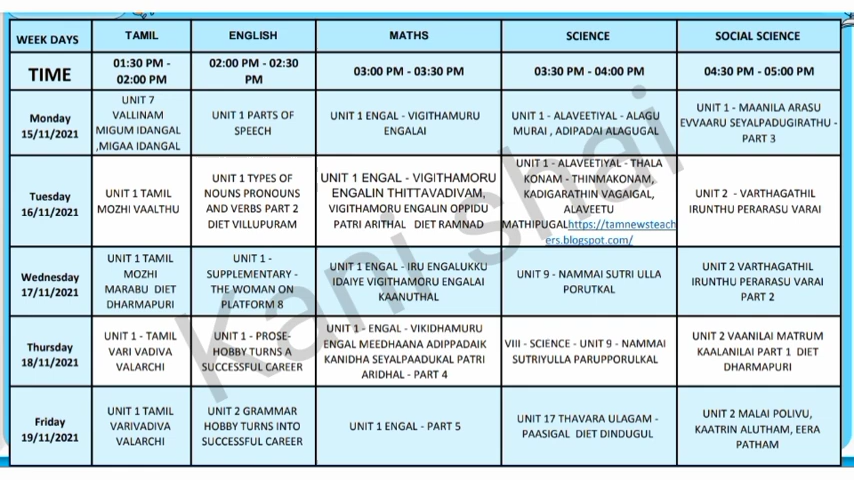 WEEK DAYS
TAMIL
ENGLISH
MATHS
SCIENCE
SOCIAL SCIENCE
TIME
01:30 PM -
02:00 PM
02:00 PM - 02:30
PM
03:00 PM - 03:30 PM
03:30 PM - 04:00 PM
04:30 PM - 05:00 PM
Monday
15/11/2021
UNIT 7
VALLINAM
MIGUM IDANGAL
,MIGAA IDANGAL
UNIT 1 PARTS OF
SPEECH
UNIT 1 ENGAL - VIGITHAMURU
ENGALAI
UNIT 1 - ALAVEETIYAL - ALAGU
MURAI , ADIPADAI ALAGUGAL
UNIT 1 - MAANILA ARASU
EVVAARU SEYALPADUGIRATHU -
PART 3
Tuesday
16/11/2021
UNIT 1 TAMIL
MOZHI VAALTHU
UNIT 1 TYPES OF
NOUNS PRONOUNS
AND VERBS PART 2
DIET VILLUPURAM
UNIT 1 ENGAL - VIGITHAMORU
ENGALIN THITTAVADIVAM,
VIGITHAMORU ENGALIN OPPIDU
PATRI ARITHAL DIET RAMNAD
UNIT 1 - ALAVEETIYAL - THALA
KONAM - THINMAKONAM,
KADIGARATHIN VAGAIGAL,
ALAVEETU
MATHIPUGALhttps://tamnewsteach
ers.blogspot.com/
UNIT 2 - VARTHAGATHIL
IRUNTHU PERARASU VARAI
Wednesday
17/11/2021
UNIT 1 TAMIL
MOZHI
MARABU DIET
DHARMAPURI
UNIT 1 -
SUPPLEMENTARY -
THE WOMAN ON
PLATFORM 8
UNIT 1 ENGAL - IRU ENGALUKKU
IDAIYE VIGITHAMORU ENGALAI
KAANUTHAL
UNIT 9 - NAMMAI SUTRI ULLA
PORUTKAL
UNIT 2 VARTHAGATHIL
IRUNTHU PERARASU VARAI
PART 2
Thursday
18/11/2021
UNIT 1 - TAMIL
VARI VADIVA
VALARCHI
UNIT 1 - PROSE-
HOBBY TURNS A
SUCCESSFUL CAREER
UNIT 1 - ENGAL - VIKIDHAMURU
ENGAL MEEDHAANA ADIPPADAIK
KANIDHA SEYALPAADUKAL PATRI
ARIDHAL - PART 4
VIII - SCIENCE - UNIT 9 - NAMMAI
SUTRIYULLA PARUPPORULKAL
UNIT 2 VAANILAI MATRUM
KAALANILAI PART 1 DIET
DHARMAPURI
Friday
19/11/2021
UNIT 1 TAMIL
VARIVADIVA
VALARCHI
UNIT 2 GRAMMAR
HOBBY TURNS INTO
SUCCESSFUL CAREER
UNIT 1 ENGAL - PART 5
UNIT 17 THAVARA ULAGAM -
PAASIGAL DIET DINDUGUL
UNIT 2 MALAI POLIVU,
KAATRIN ALUTHAM, EERA
PATHAM
Kani shai